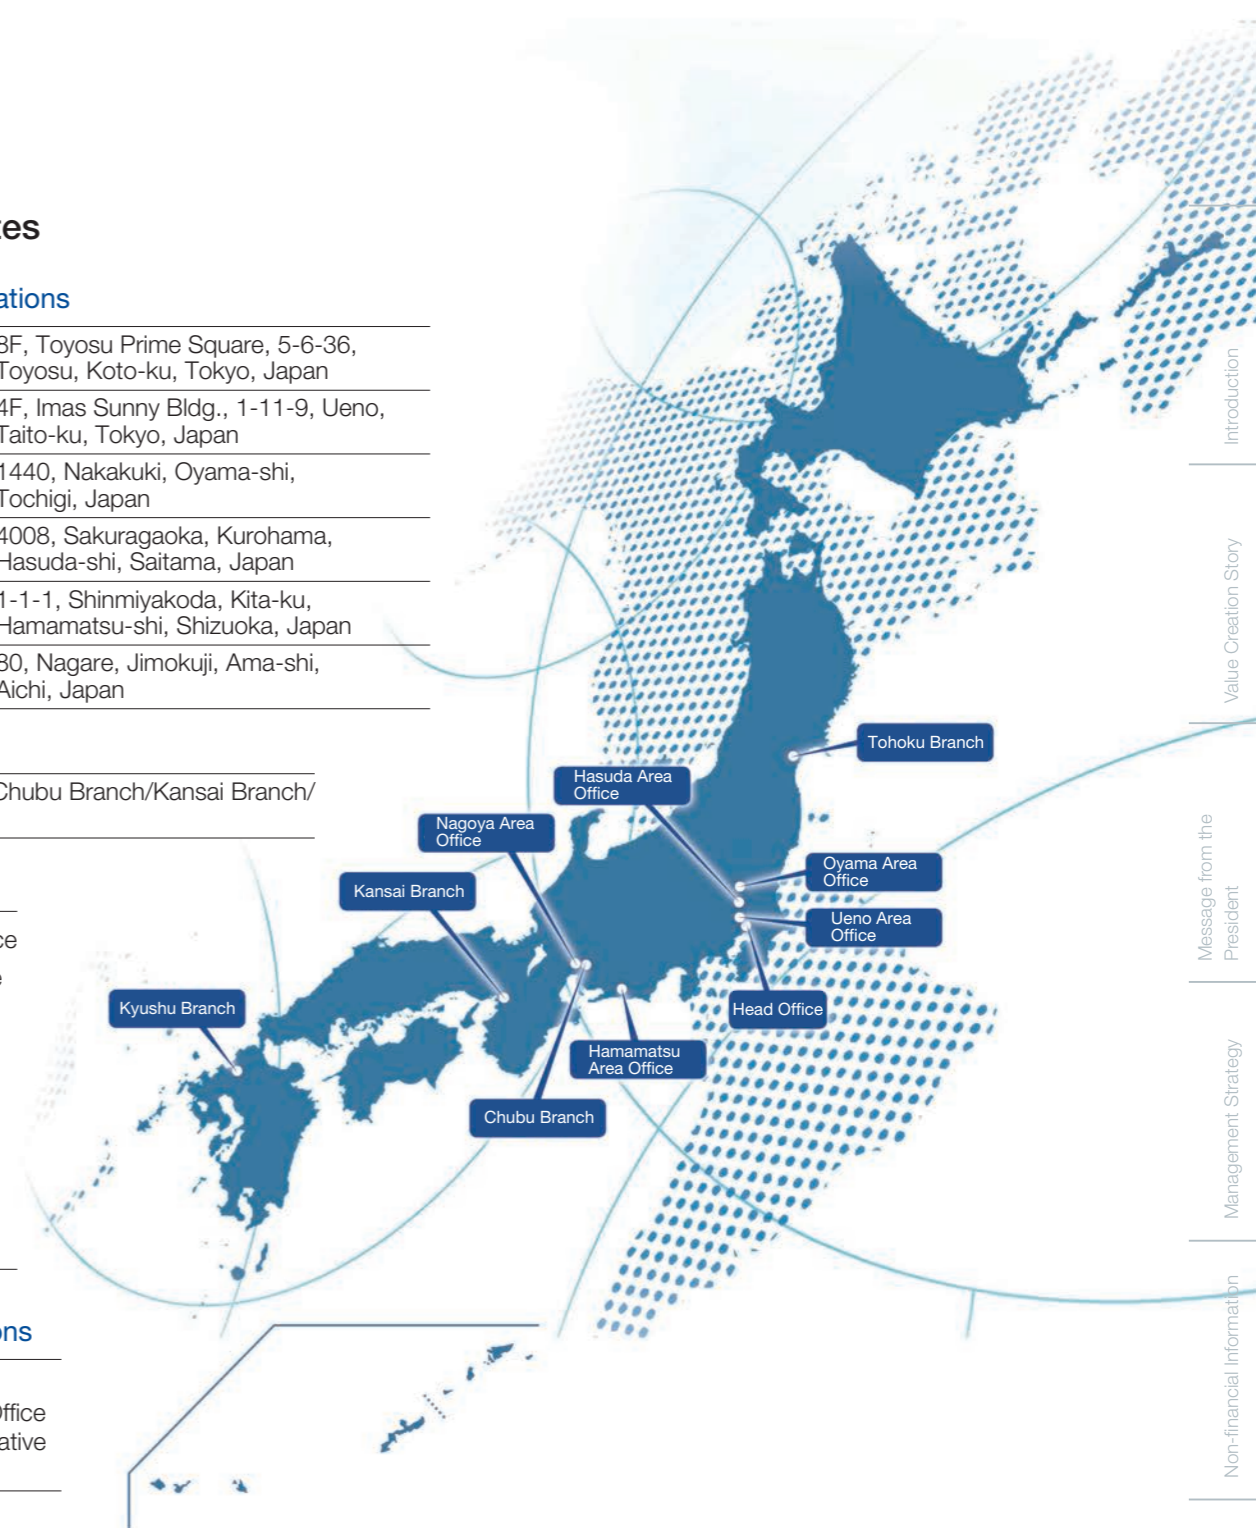 tes
ations
8F, Toyosu Prime Square, 5-6-36,
Toyosu, Koto-ku, Tokyo, Japan
4F, Imas Sunny Bldg., 1-11-9, Ueno,
Taito-ku, Tokyo, Japan
1440, Nakakuki, Oyama-shi,
Tochigi, Japan
4008, Sakuragaoka, Kurohama,
Hasuda-shi, Saitama, Japan
1-1-1, Shinmiyakoda, Kita-ku,
Hamamatsu-shi, Shizuoka, Japan
80, Nagare, Jimokuji, Ama-shi,
Aichi, Japan
Chubu Branch/Kansai Branch/
ce
e
ons
Office
ative
Tohoku Branch
Hasuda Area
Office
Nagoya Area
Office
Oyama Area
Office
Kansai Branch
Ueno Area
Office
Kyushu Branch
Head Office
Hamamatsu
Area Office
Chubu Branch
Introduction
Value Creation Story
Message from the
President
Management Strategy
Non-financial Information